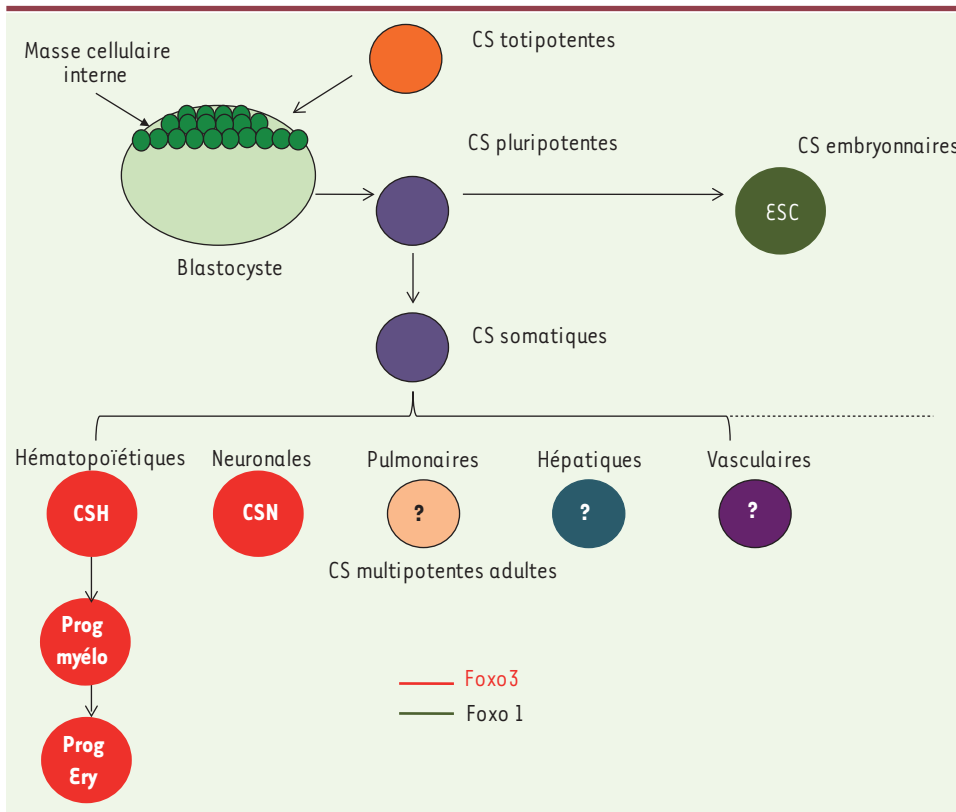 CS totipotentes
Masse cellulaire
interne
CS pluripotentes
CS embryonnaires
ESC
Blastocyste
CS somatiques
Hématopoïétiques
Neuronales
Pulmonaires
Hépatiques
Vasculaires
CSH
CSN
?
?
?
CS multipotentes adultes
Prog
myélo
Foxo3
Foxo 1
Prog
Ery